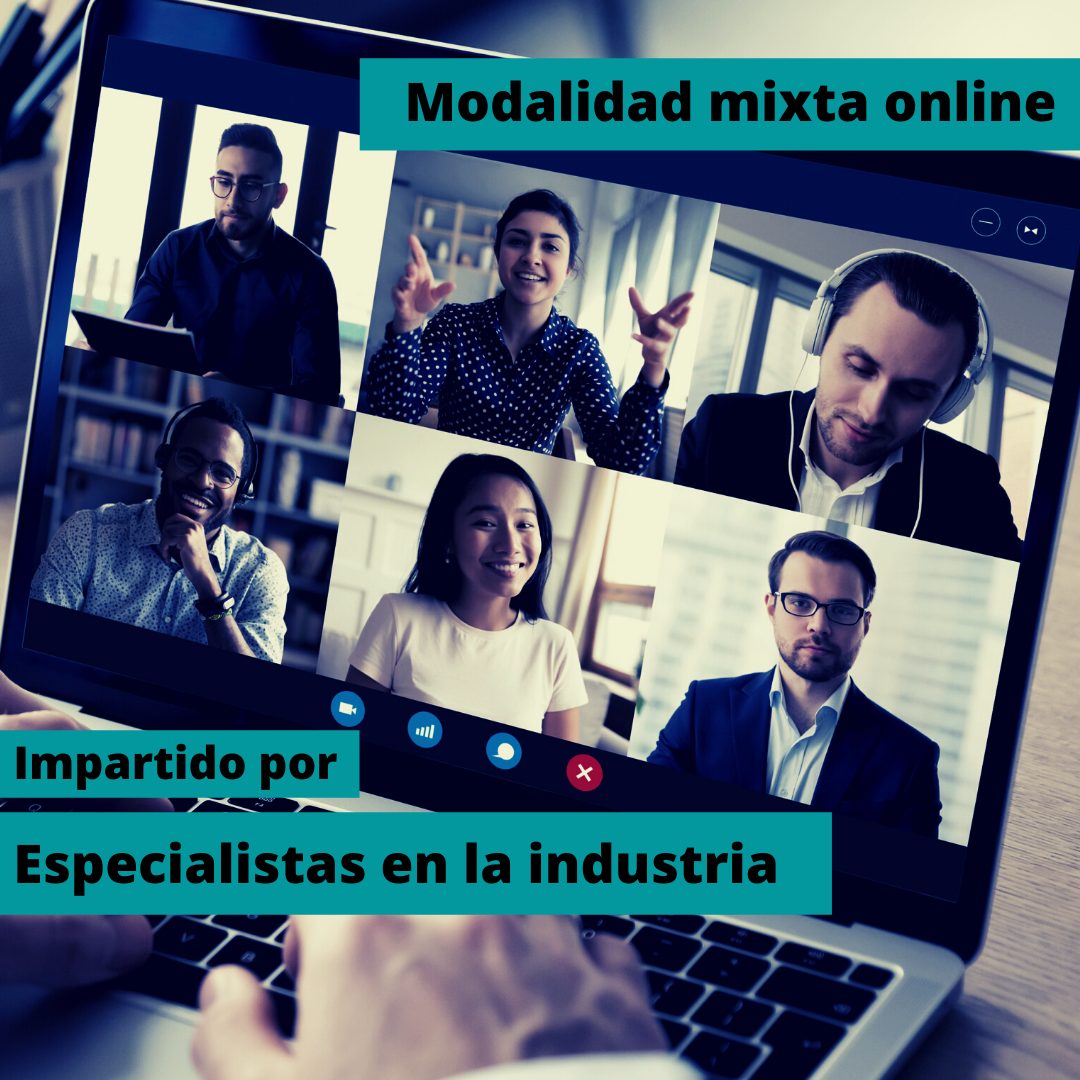 Modalidad mixta online
Impartido por
Especialistas en la industria